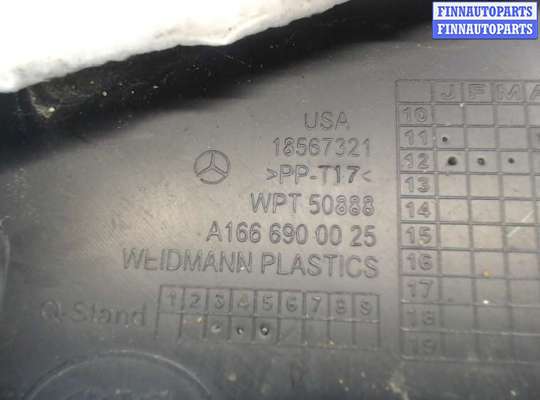 FINNAUTOPARTS
FINNAUTOPARTS
USA
18567321
>PP-T17<
WPT 50888
A166 690 00 25
WEIDMANN PLASTICS
J F M A
10
11
12
13
14
15
16
17
18
19
1 2 3 4 5 6 7 8 9
Q-Stand